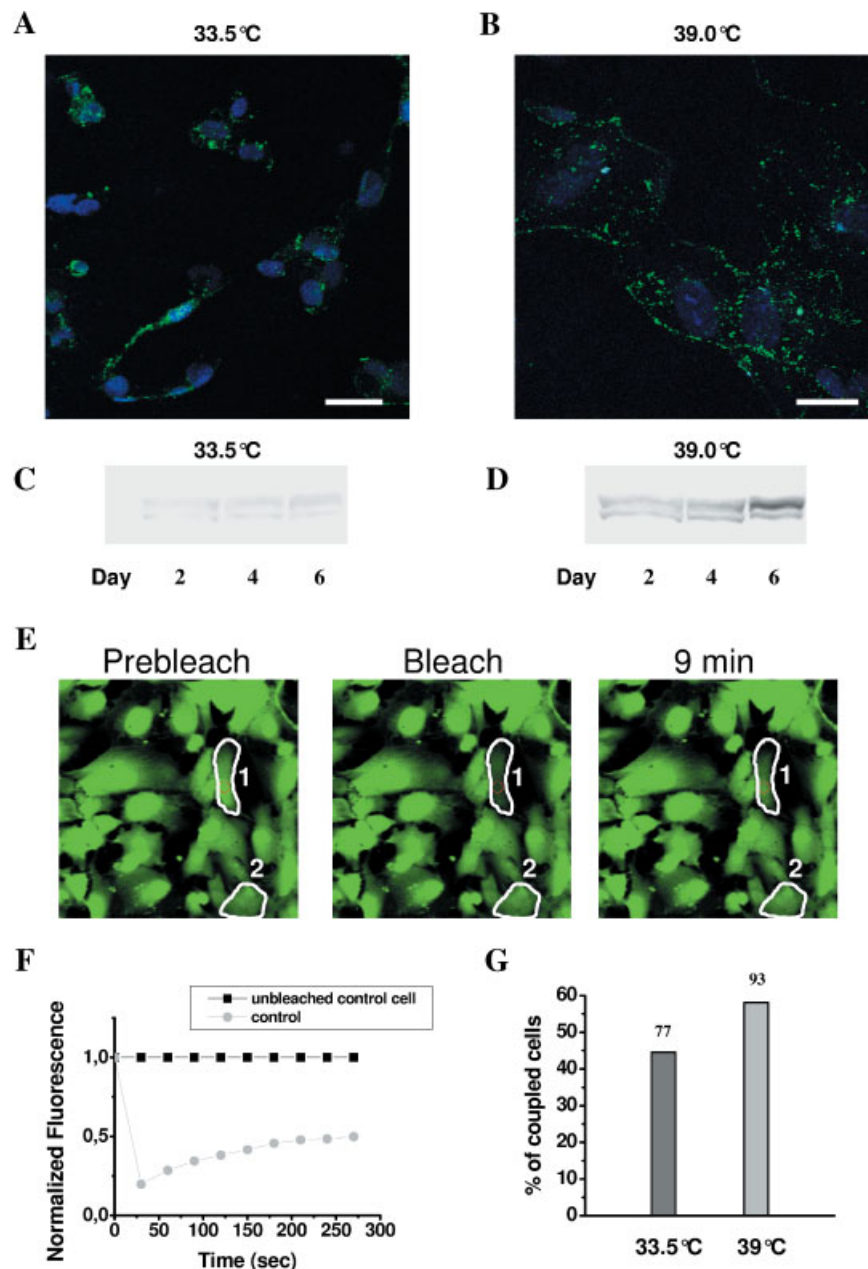 A
33.5°C
B
39.0°C
33.5°C
39.0°C
C
D
Day 2 4 6
Day 2 4 6
E
Prebleach
Bleach
9 min
1
1
1
2
2
2
F
G
unbleached control cell
control
Normalized Fluorescence
1,0
0,5
0,0
0 50 100 150 200 250 300
Time (sec)
% of coupled cells
60
50
40
30
20
10
0
77
93
33.5°C
39°C